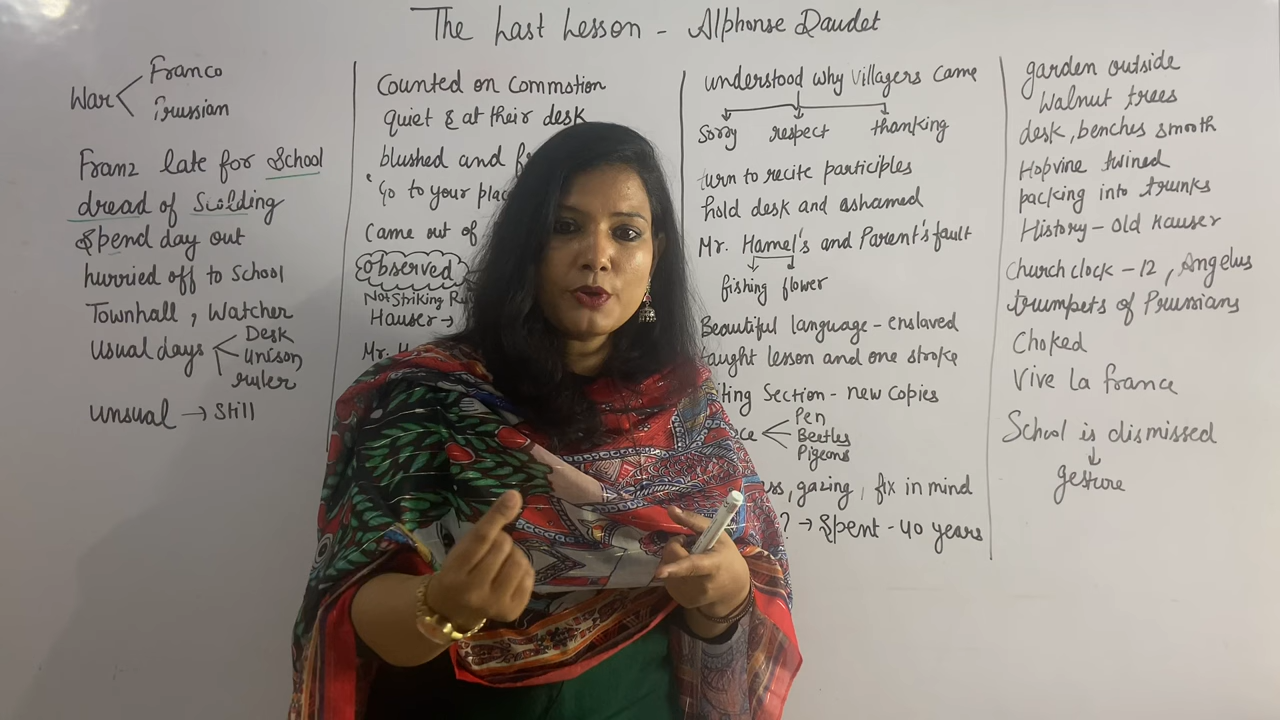 The Last Lesson - Alphonse Daudet
War
Franco
Prussian
Franz late for School
dread of Scolding
Spend day out
hurried off to School
Townhall, Watcher
Usual days
Desk
Unison,
ruler
unusual → Still
Counted on Commotion
quiet & at their desk
blushed and
"Go to your
Came out of
Observed
Not Striking
Hauser →
understood why Villagers Came
Sorry respect thanking
turn to recite participles
hold desk and ashamed
Mr. Hamel's and Parent's fault
fishing flower
Beautiful language - enslaved
taught lesson and one stroke
Section - new Copies
Pen
Beetles
Pigeons
, gazing, fix in mind
? → Spent - 40 years
garden outside
Walnut trees
desk, benches smooth
Hopvine twined
packing into trunks
History - Old Hauser
Church clock - 12, Angelus
trumpets of Prussians
Choked
Vive La france
School is dismissed
↓
gesture